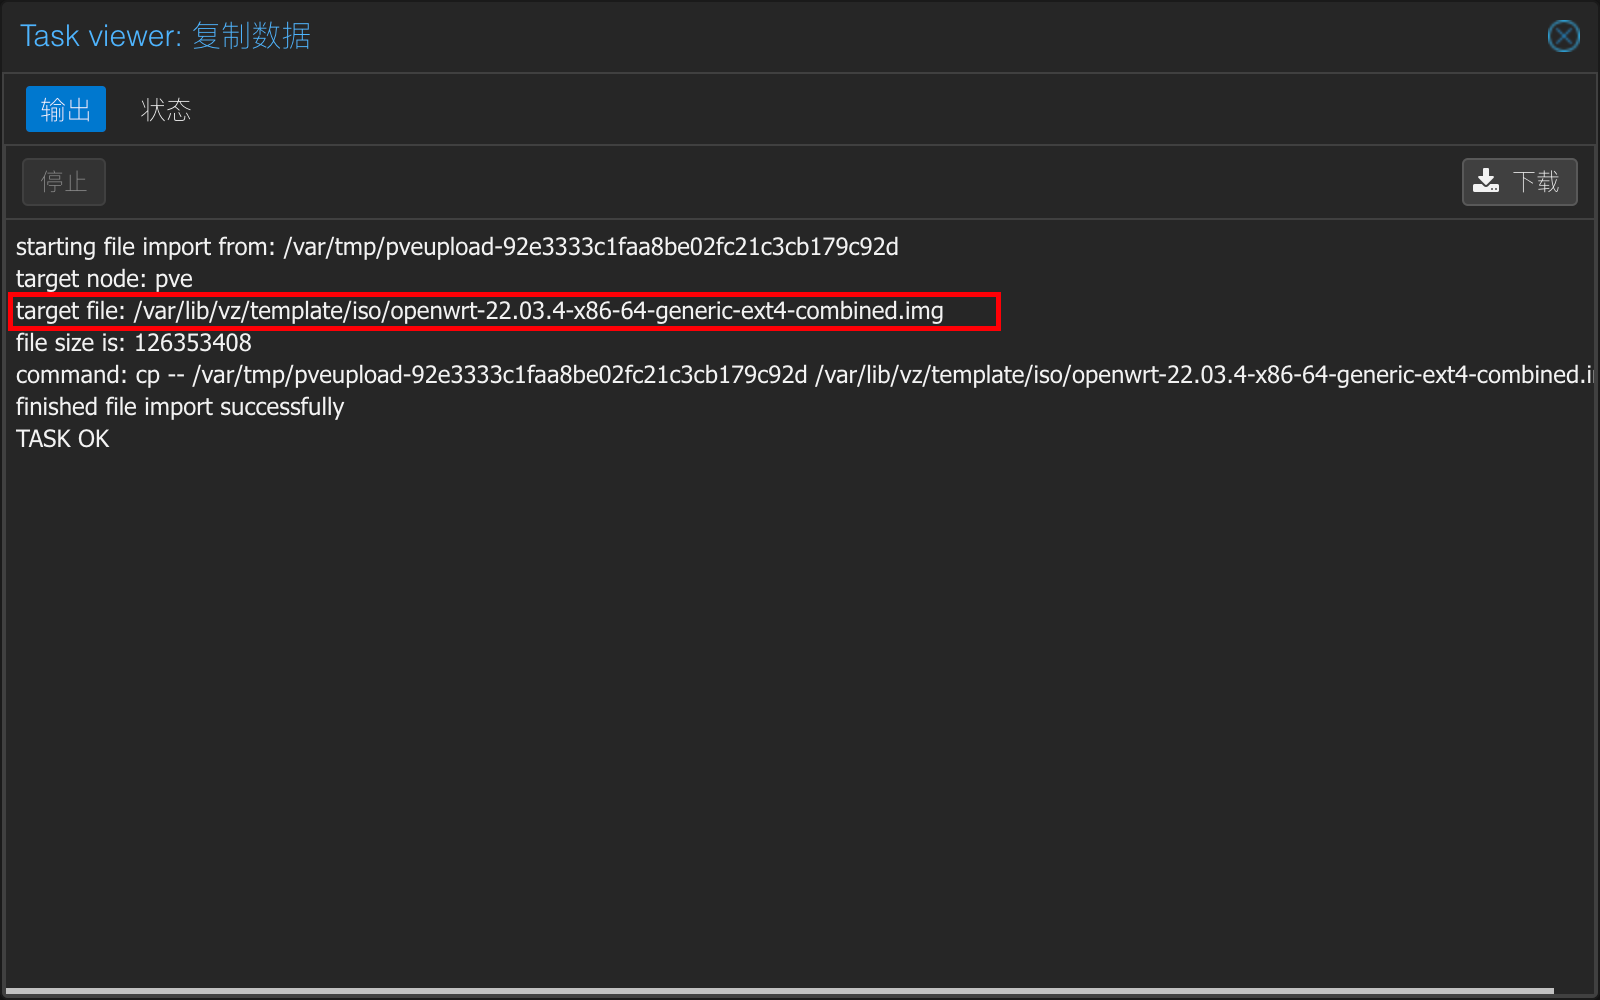 Task viewer: 复制数据
输出 状态
停止 下载
starting file import from: /var/tmp/pveupload-92e3333c1faa8be02fc21c3cb179c92d
target node: pve
target file: /var/lib/vz/template/iso/openwrt-22.03.4-x86-64-generic-ext4-combined.img
file size is: 126353408
command: cp -- /var/tmp/pveupload-92e3333c1faa8be02fc21c3cb179c92d /var/lib/vz/template/iso/openwrt-22.03.4-x86-64-generic-ext4-combined.i
finished file import successfully
TASK OK